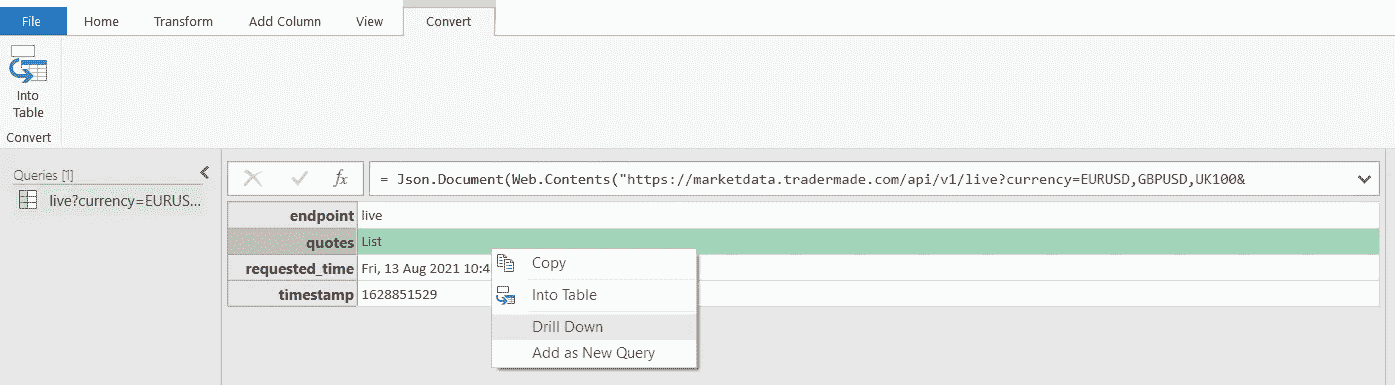 File Home Transform Add Column View Convert
Into
Table
Convert
Queries [1]
live?currency=EURUS...
fx = Json.Document(Web.Contents("https://marketdata.tradermade.com/api/v1/live?currency=EURUSD,GBPUSD,UK100&
endpoint live
quotes List
requested_time Fri, 13 Aug 2021 10:4
timestamp 1628851529
Copy
Into Table
Drill Down
Add as New Query